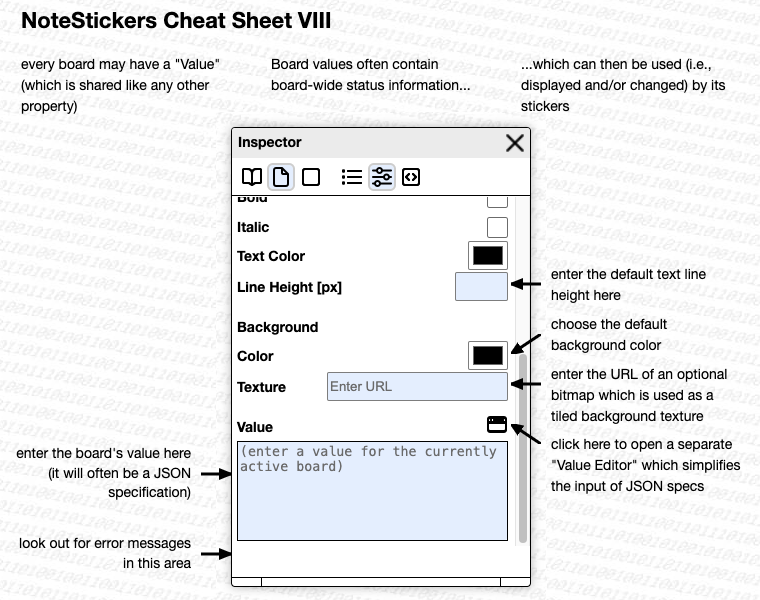 NoteStickers Cheat Sheet VIII
every board may have a "Value"
(which is shared like any other
property)
Board values often contain
board-wide status information...
...which can then be used (i.e.,
displayed and/or changed) by its
stickers
Inspector
Bold
Italic
Text Color
Line Height [px]
enter the default text line
height here
Background
choose the default
background color
Color
Texture
Enter URL
enter the URL of an optional
bitmap which is used as a
tiled background texture
Value
click here to open a separate
"Value Editor" which simplifies
the input of JSON specs
enter the board's value here
(it will often be a JSON
specification)
(enter a value for the currently
active board)
look out for error messages
in this area